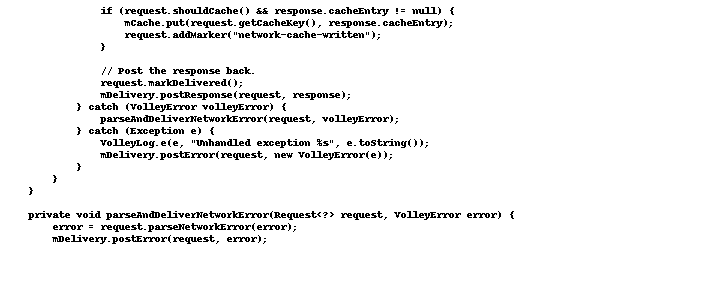 if (request.shouldCache() && response.cacheEntry != null) {
mCache.put(request.getCacheKey(), response.cacheEntry);
request.addMarker("network-cache-written");
}
// Post the response back.
request.markDelivered();
mDelivery.postResponse(request, response);
} catch (VolleyError volleyError) {
parseAndDeliverNetworkError(request, volleyError);
} catch (Exception e) {
VolleyLog.e(e, "Unhandled exception %s", e.toString());
mDelivery.postError(request, new VolleyError(e));
}
}
}
private void parseAndDeliverNetworkError(Request<?> request, VolleyError error) {
error = request.parseNetworkError(error);
mDelivery.postError(request, error);